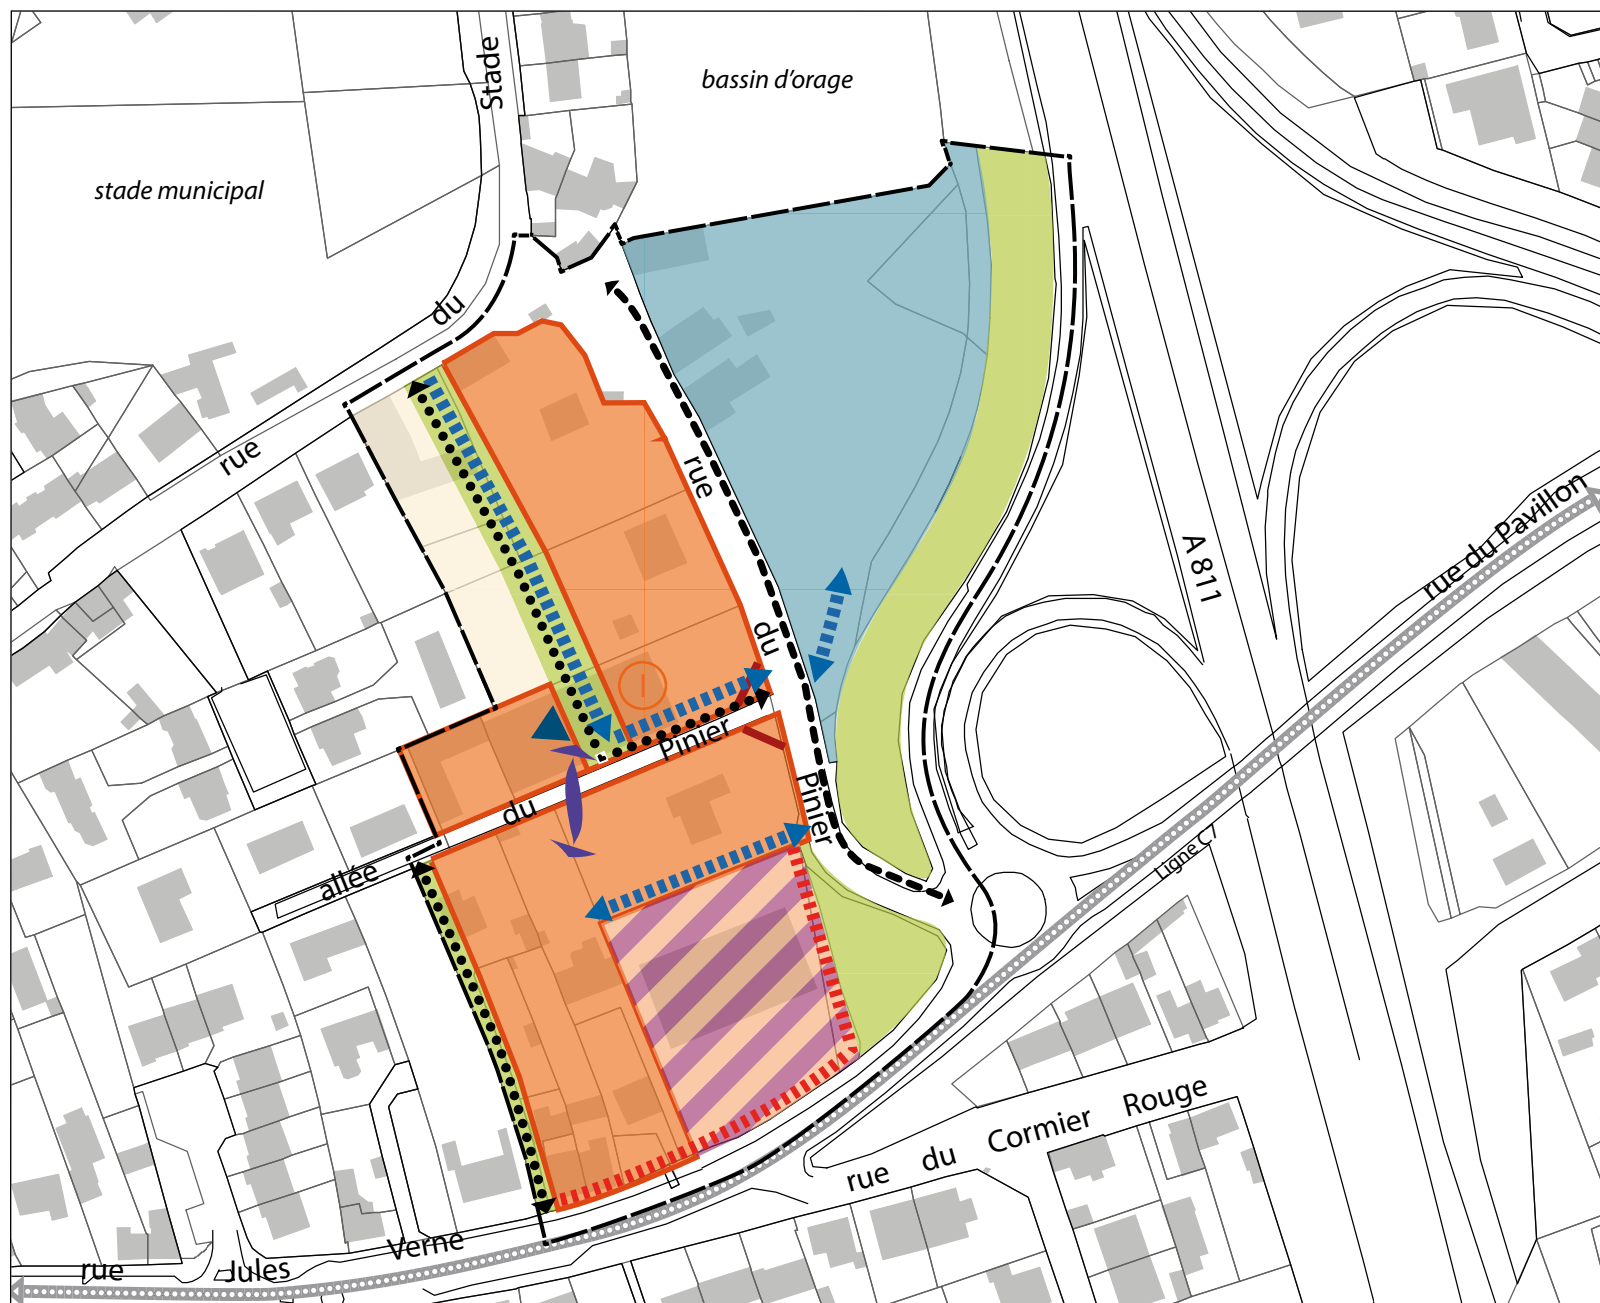 Stade
bassin d'orage
stade municipal
du
rue
rue
du
Pinier
Pinier
du
allée
A 811
rue du Pavillon
Ligne C7
rue du Cormier Rouge
rue Jules Verne